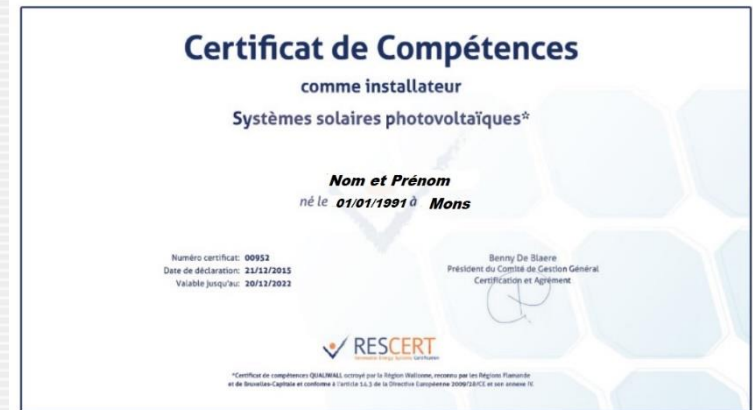 Certificat de Compétences
comme installateur
Systèmes solaires photovoltaïques*
Nom et Prénom
né le 01/01/1991 à Mons
Numéro certificat: 00952
Date de déclaration: 21/12/2015
Valable jusqu'au: 20/12/2022
Benny De Blaere
Président du Comité de Gestion Général
Certification et Agrément
RESCERT
Renewable Energy Systems Certification
*Certificat de compétences QUALIWALL octroyé par la Région Wallonne, reconnu par les Régions Flamande
et de Bruxelles-Capitale et conforme à l'article 14.3 de la Directive Européenne 2009/28/CE et son annexe IV.